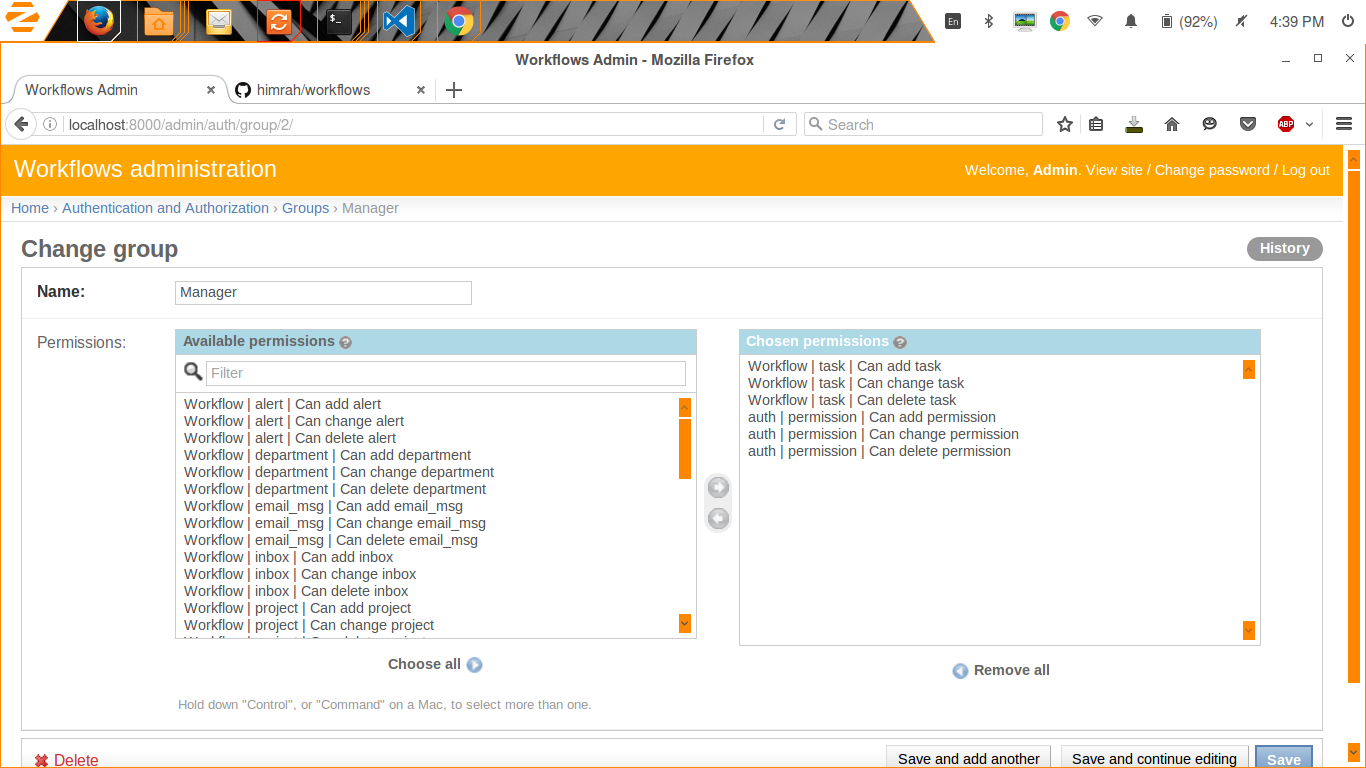 En
(92%)
4:39 PM
Workflows Admin - Mozilla Firefox
Workflows Admin
himrah/workflows
localhost:8000/admin/auth/group/2/
Search
ABP
Workflows administration
Welcome, Admin. View site / Change password / Log out
Home › Authentication and Authorization › Groups › Manager
Change group
History
Name:
Manager
Permissions:
Available permissions
Filter
Workflow | alert | Can add alert
Workflow | alert | Can change alert
Workflow | alert | Can delete alert
Workflow | department | Can add department
Workflow | department | Can change department
Workflow | department | Can delete department
Workflow | email_msg | Can add email_msg
Workflow | email_msg | Can change email_msg
Workflow | email_msg | Can delete email_msg
Workflow | inbox | Can add inbox
Workflow | inbox | Can change inbox
Workflow | inbox | Can delete inbox
Workflow | project | Can add project
Workflow | project | Can change project
Choose all
Hold down "Control", or "Command" on a Mac, to select more than one.
Chosen permissions
Workflow | task | Can add task
Workflow | task | Can change task
Workflow | task | Can delete task
auth | permission | Can add permission
auth | permission | Can change permission
auth | permission | Can delete permission
Remove all
Delete
Save and add another
Save and continue editing
Save